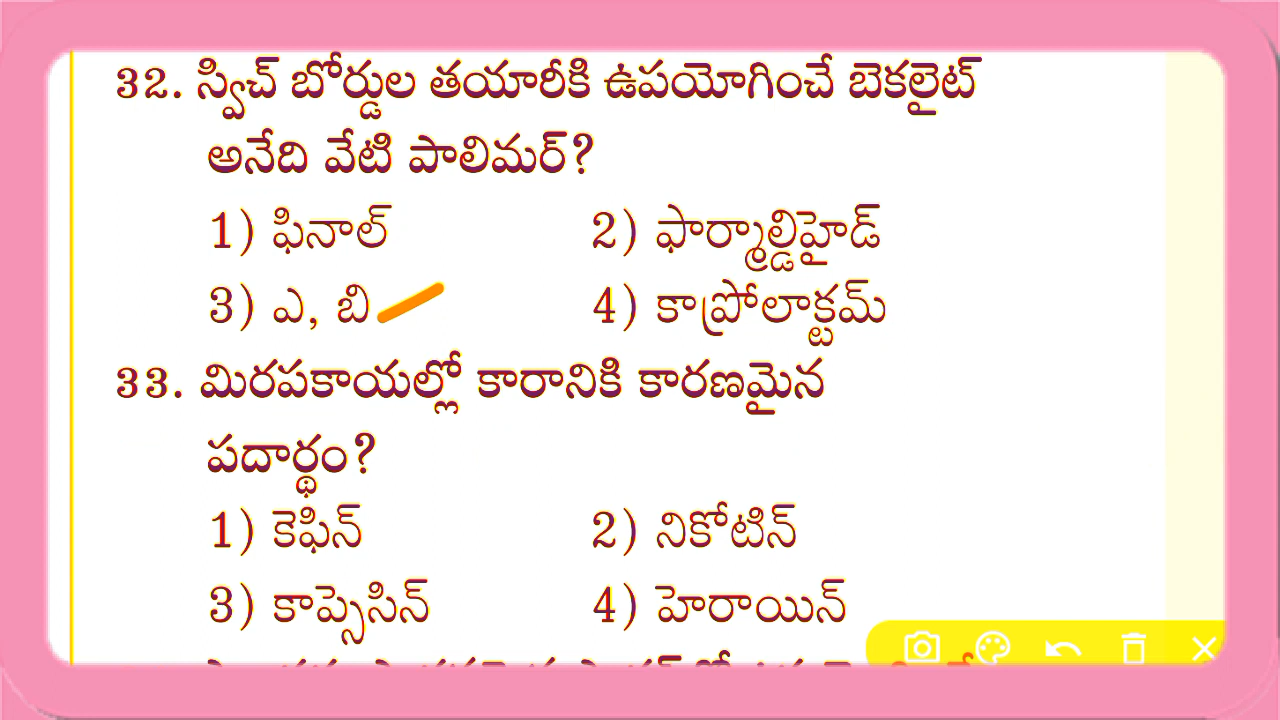 32. స్విచ్ బోర్డుల తయారీకి ఉపయోగించే బెకలైట్
అనేది వేటి పాలిమర్?
1) ఫినాల్ 2) ఫార్మాల్డిహైడ్
3) ఎ, బి 4) కాప్రోలాక్టమ్
33. మిరపకాయల్లో కారానికి కారణమైన
పదార్థం?
1) కెఫిన్ 2) నికోటిన్
3) కాప్సెసిన్ 4) హెరాయిన్